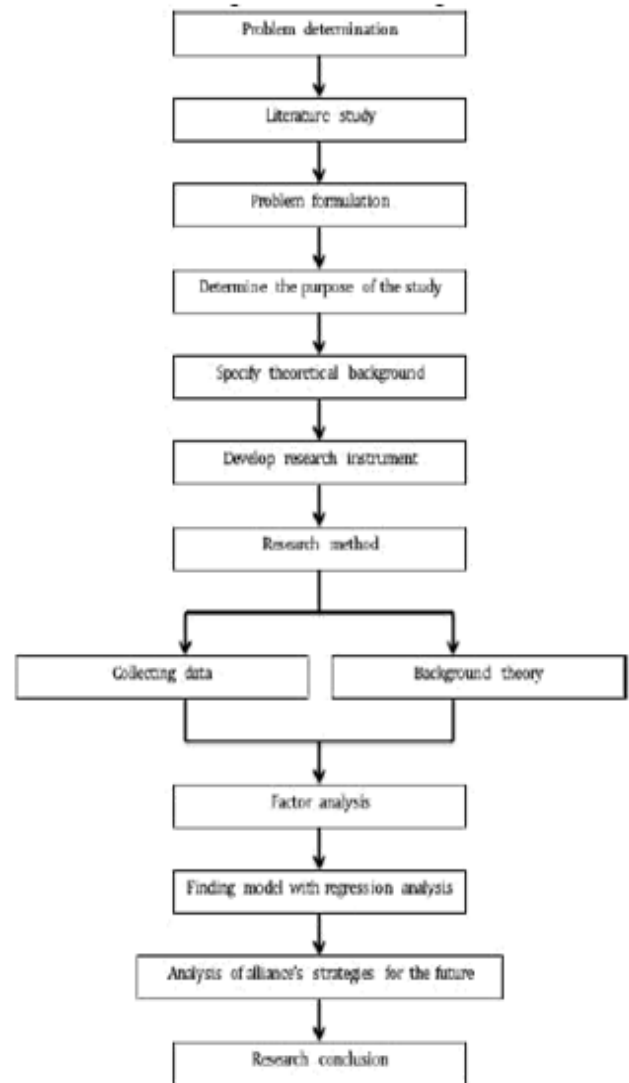 Problem determination
Literature study
Problem formulation
Determine the purpose of the study
Specify theoretical background
Develop research instrument
Research method
Collecting data
Background theory
Factor analysis
Finding model with regression analysis
Analysis of alliance's strategies for the future
Research conclusion